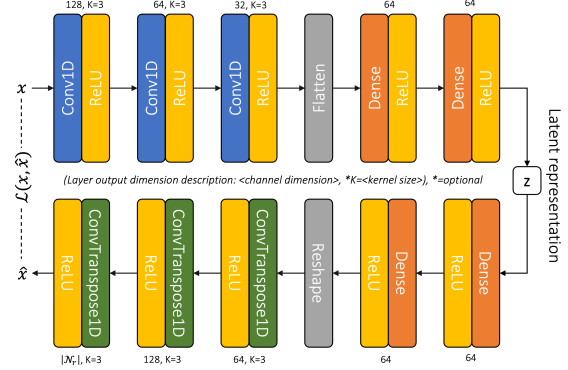 128, K=3
64, K=3
32, K=3
64
64
x
Conv1D
ReLU
Conv1D
ReLU
Conv1D
ReLU
Flatten
Dense
ReLU
Dense
ReLU
ℒ(x, x̂)
(Layer output dimension description: <channel dimension>, *K=<kernel size>), *=optional
z
Latent representation
x̂
ReLU
ConvTranspose1D
ReLU
ConvTranspose1D
ReLU
ConvTranspose1D
Reshape
ReLU
Dense
ReLU
Dense
|𝒩r|, K=3
128, K=3
64, K=3
64
64